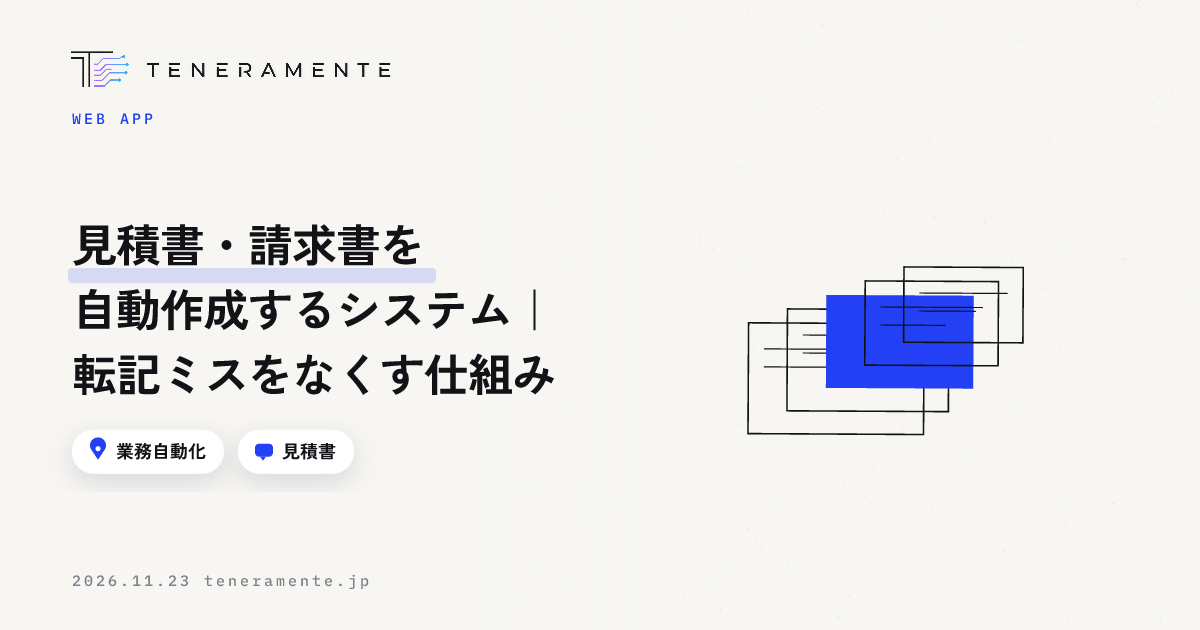 TENERAMENTE
WEB APP
見積書・請求書を
自動作成するシステム｜
転記ミスをなくす仕組み
業務自動化
見積書
2026.11.23 teneramente.jp